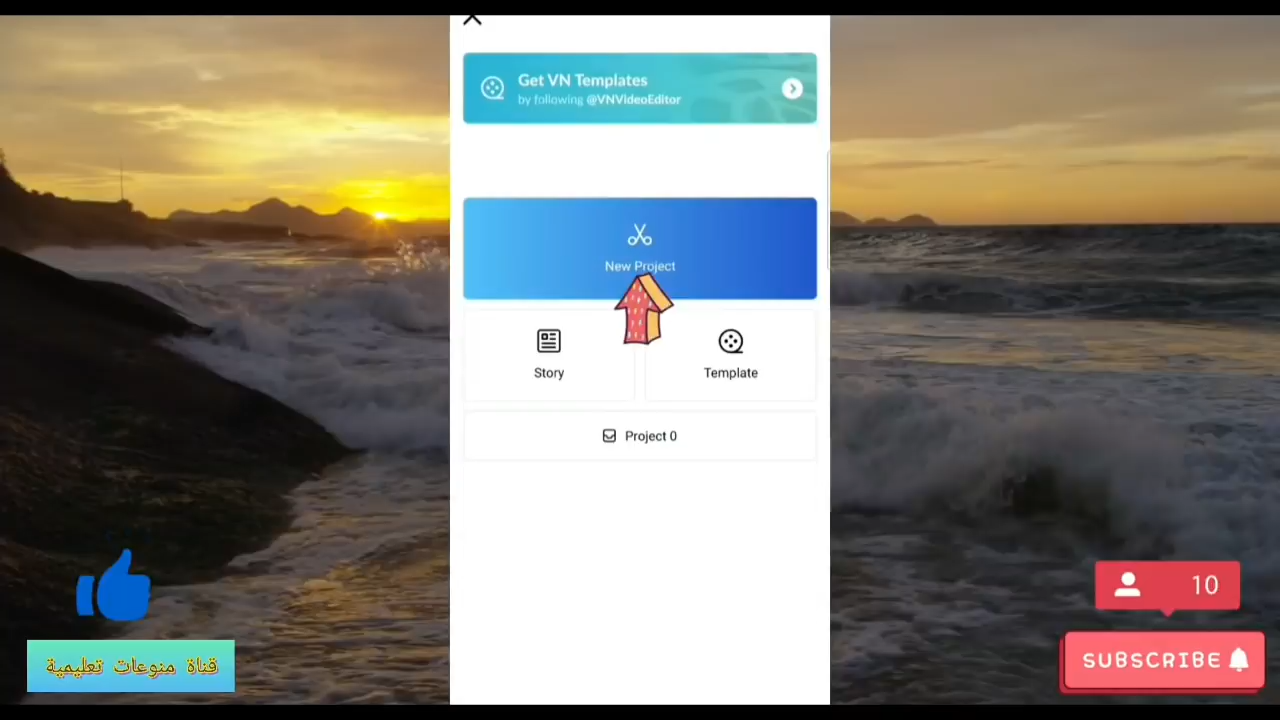 Get VN Templates
by following @VNVideoEditor
New Project
Story
Template
Project 0
10
قناة منوعات تعليمية
SUBSCRIBE